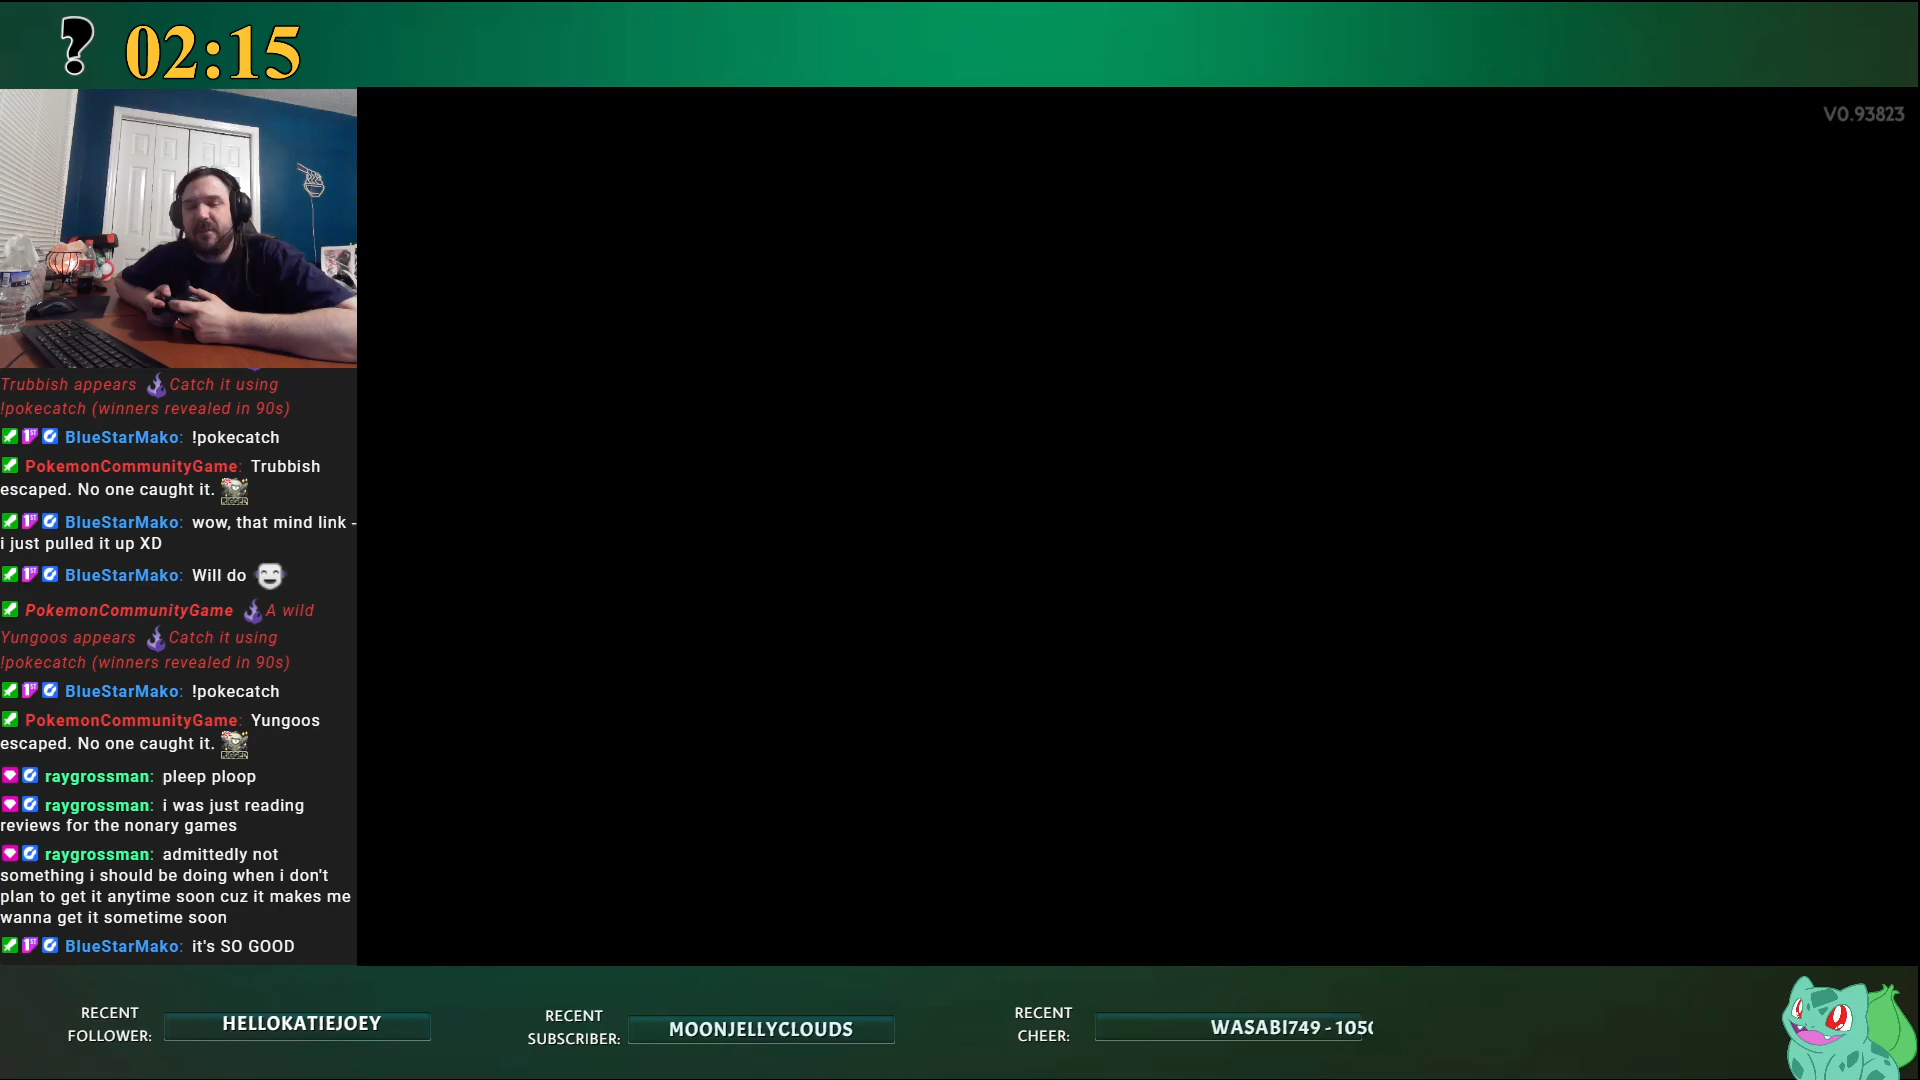 02:15
V0.93823
Trubbish appears Catch it using
!pokecatch (winners revealed in 90s)
BlueStarMako: !pokecatch
PokemonCommunityGame: Trubbish
escaped. No one caught it.
BlueStarMako: wow, that mind link -
i just pulled it up XD
BlueStarMako: Will do
PokemonCommunityGame A wild
Yungoos appears Catch it using
!pokecatch (winners revealed in 90s)
BlueStarMako: !pokecatch
PokemonCommunityGame: Yungoos
escaped. No one caught it.
raygrossman: pleep ploop
raygrossman: i was just reading
reviews for the nonary games
raygrossman: admittedly not
something i should be doing when i don't
plan to get it anytime soon cuz it makes me
wanna get it sometime soon
BlueStarMako: it's SO GOOD
RECENT
FOLLOWER:
HELLOKATIEJOEY
RECENT
SUBSCRIBER:
MOONJELLYCLOUDS
RECENT
CHEER:
WASABI749 - 105